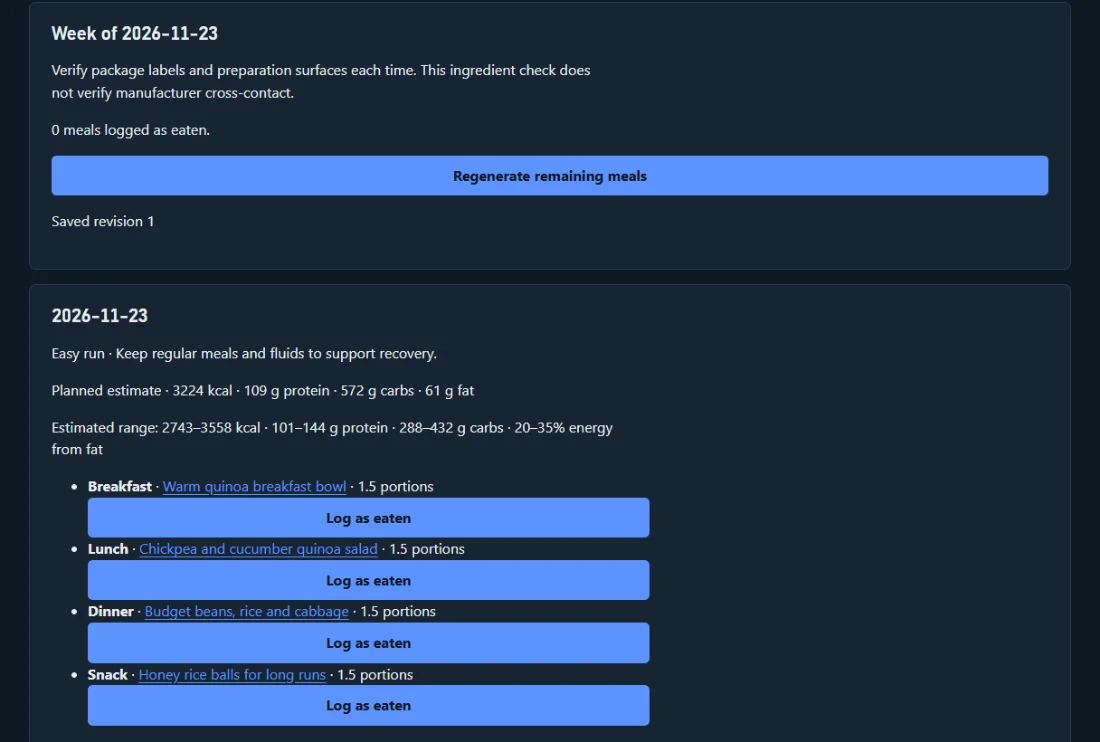 Week of 2026-11-23
Verify package labels and preparation surfaces each time. This ingredient check does
not verify manufacturer cross-contact.
0 meals logged as eaten.
Regenerate remaining meals
Saved revision 1
2026-11-23
Easy run · Keep regular meals and fluids to support recovery.
Planned estimate · 3224 kcal · 109 g protein · 572 g carbs · 61 g fat
Estimated range: 2743–3558 kcal · 101–144 g protein · 288–432 g carbs · 20–35% energy
from fat
• Breakfast · Warm quinoa breakfast bowl · 1.5 portions
Log as eaten
• Lunch · Chickpea and cucumber quinoa salad · 1.5 portions
Log as eaten
• Dinner · Budget beans, rice and cabbage · 1.5 portions
Log as eaten
• Snack · Honey rice balls for long runs · 1.5 portions
Log as eaten